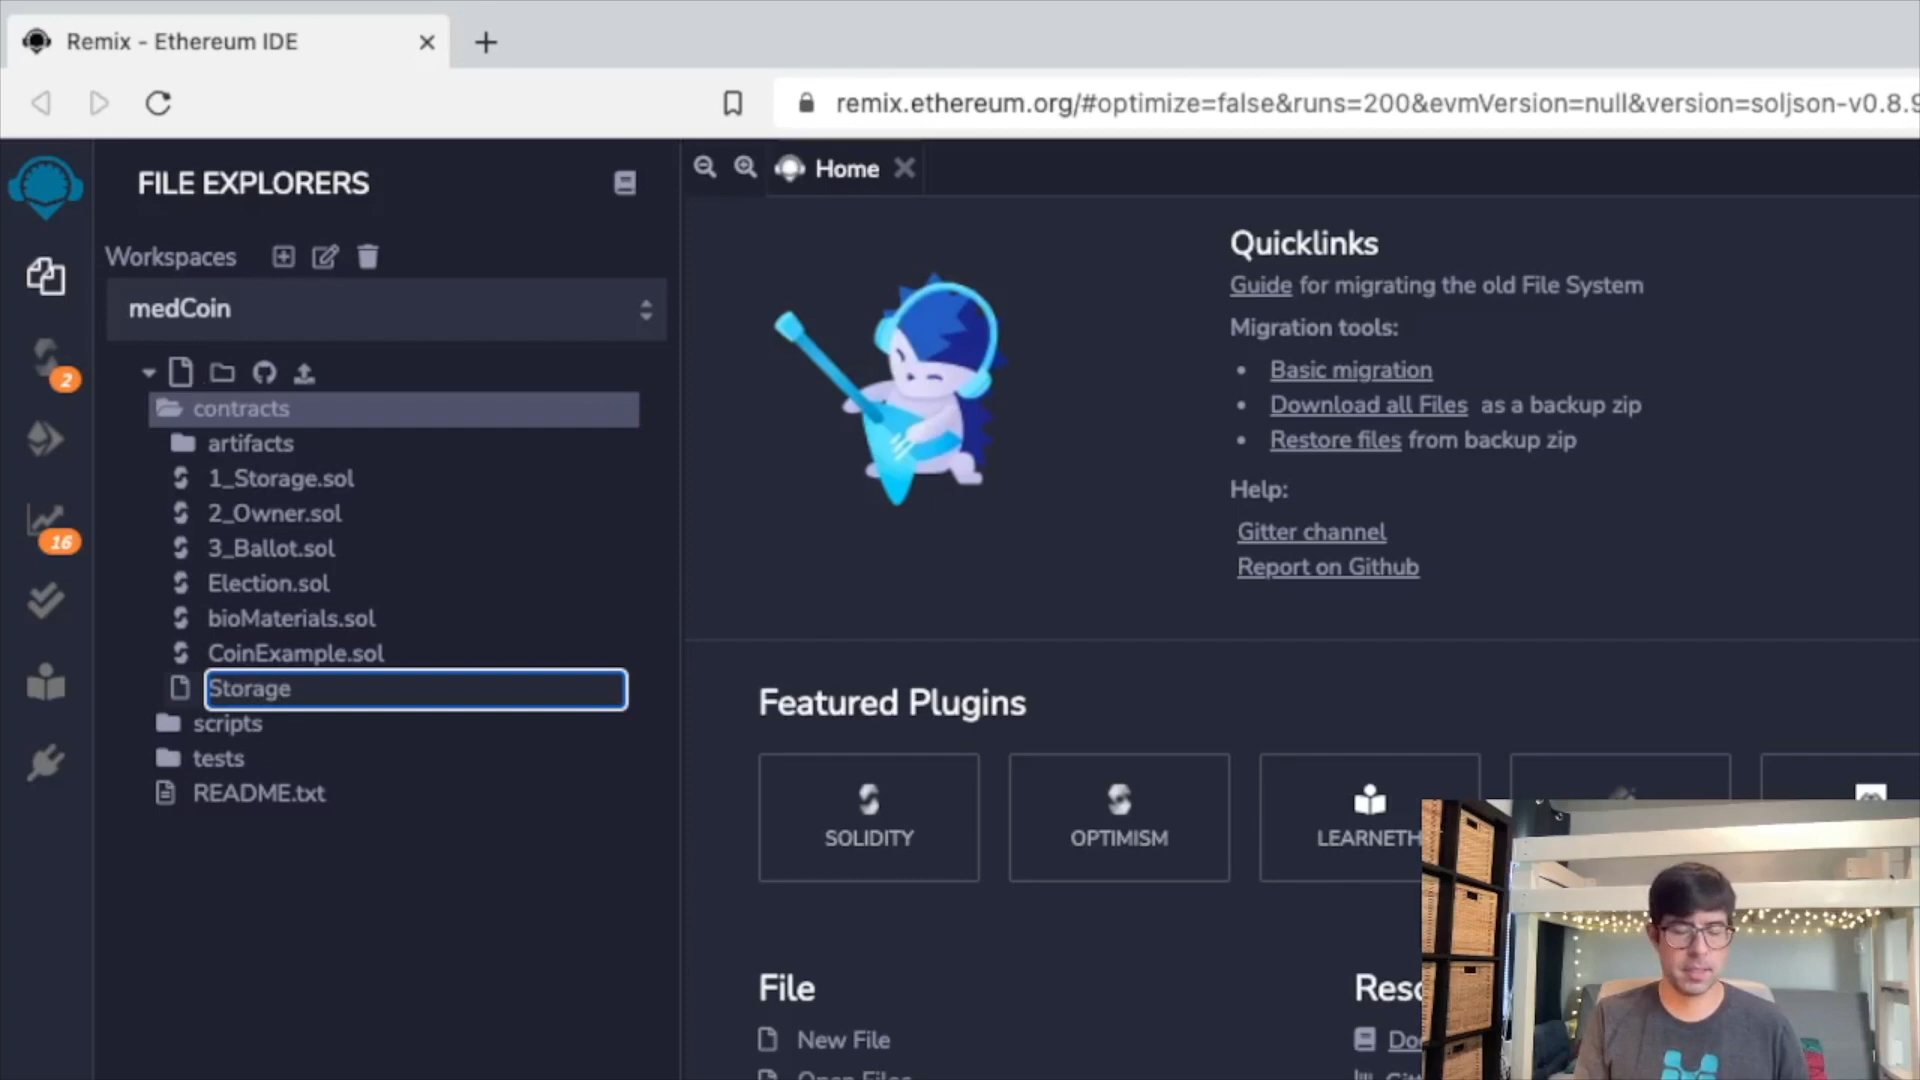 Remix - Ethereum IDE
remix.ethereum.org/#optimize=false&runs=200&evmVersion=null&version=soljson-v0.8.9
FILE EXPLORERS
Workspaces
medCoin
contracts
artifacts
1_Storage.sol
2_Owner.sol
3_Ballot.sol
Election.sol
bioMaterials.sol
CoinExample.sol
Storage
scripts
tests
README.txt
2
16
Home
Quicklinks
Guide for migrating the old File System
Migration tools:
• Basic migration
• Download all Files as a backup zip
• Restore files from backup zip
Help:
Gitter channel
Report on Github
Featured Plugins
SOLIDITY
OPTIMISM
LEARNETH
File
New File
Open Files